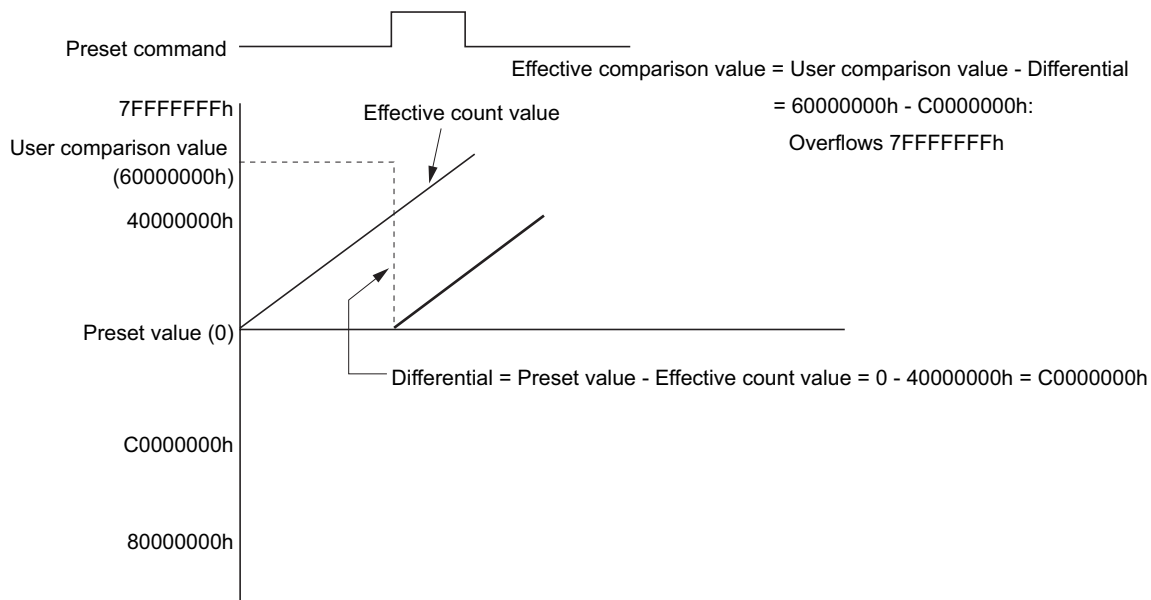 Preset command
Effective comparison value = User comparison value - Differential
= 60000000h - C0000000h:
Overflows 7FFFFFFFh
7FFFFFFFh
Effective count value
User comparison value
(60000000h)
40000000h
Preset value (0)
Differential = Preset value - Effective count value = 0 - 40000000h = C0000000h
C0000000h
80000000h